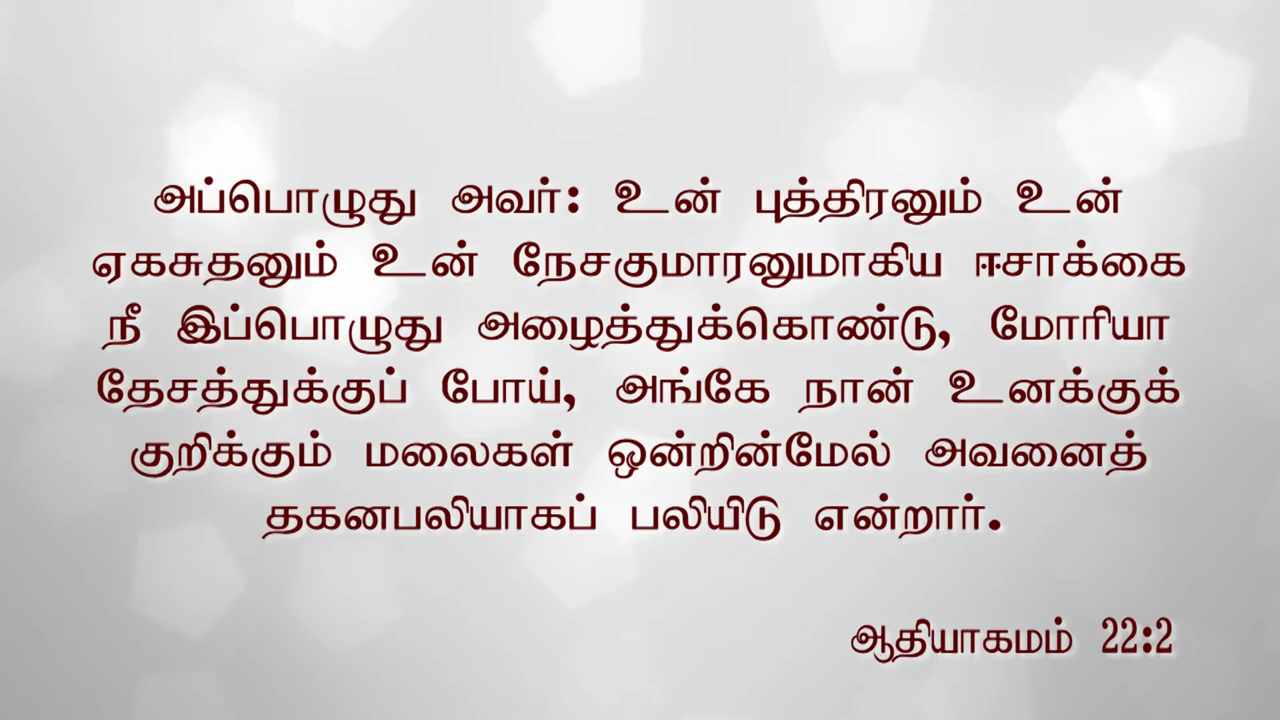 அப்பொழுது அவர்: உன் புத்திரனும் உன்
ஏகசுதனும் உன் நேசகுமாரனுமாகிய ஈசாக்கை
நீ இப்பொழுது அழைத்துக்கொண்டு, மோரியா
தேசத்துக்குப் போய், அங்கே நான் உனக்குக்
குறிக்கும் மலைகள் ஒன்றின்மேல் அவனைத்
தகனபலியாகப் பலியிடு என்றார்.
ஆதியாகமம் 22:2